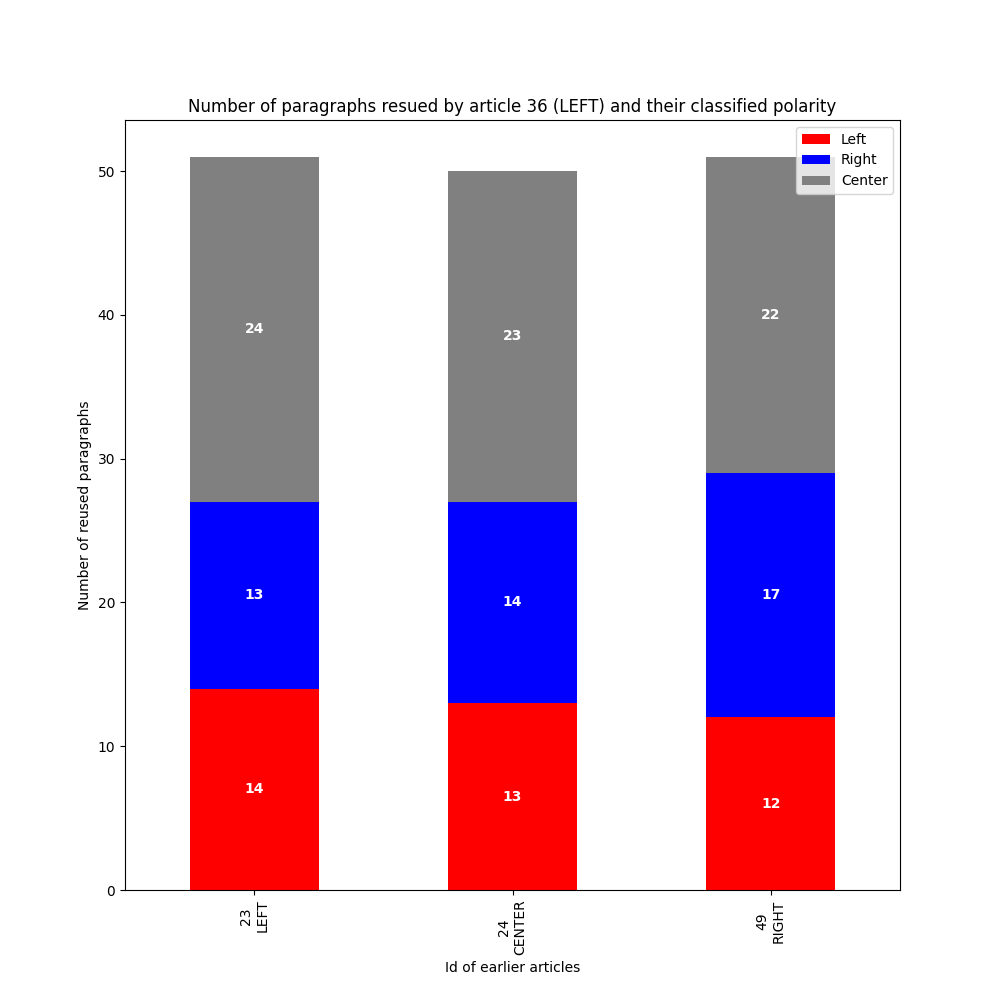 Number of paragraphs resued by article 36 (LEFT) and their classified polarity
Left
Right
Center
50
40
30
20
10
0
Number of reused paragraphs
24
23
22
13
14
17
14
13
12
23
LEFT
24
CENTER
49
RIGHT
Id of earlier articles